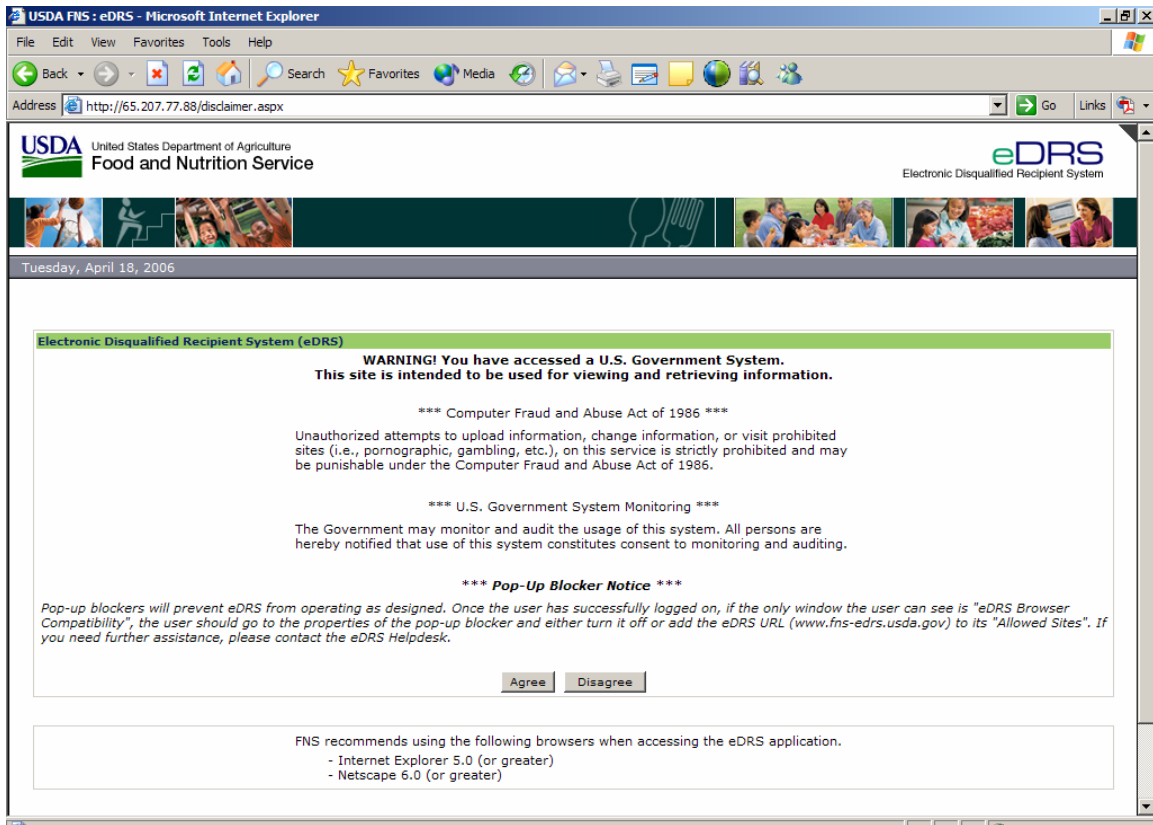 USDA FNS : eDRS - Microsoft Internet Explorer
File Edit View Favorites Tools Help
Back Search Favorites Media
Address http://65.207.77.88/disclaimer.aspx Go Links
USDA United States Department of Agriculture
Food and Nutrition Service
eDRS
Electronic Disqualified Recipient System
Tuesday, April 18, 2006
Electronic Disqualified Recipient System (eDRS)
WARNING! You have accessed a U.S. Government System.
This site is intended to be used for viewing and retrieving information.
*** Computer Fraud and Abuse Act of 1986 ***
Unauthorized attempts to upload information, change information, or visit prohibited
sites (i.e., pornographic, gambling, etc.), on this service is strictly prohibited and may
be punishable under the Computer Fraud and Abuse Act of 1986.
*** U.S. Government System Monitoring ***
The Government may monitor and audit the usage of this system. All persons are
hereby notified that use of this system constitutes consent to monitoring and auditing.
*** Pop-Up Blocker Notice ***
Pop-up blockers will prevent eDRS from operating as designed. Once the user has successfully logged on, if the only window the user can see is "eDRS Browser
Compatibility", the user should go to the properties of the pop-up blocker and either turn it off or add the eDRS URL (www.fns-edrs.usda.gov) to its "Allowed Sites". If
you need further assistance, please contact the eDRS Helpdesk.
Agree Disagree
FNS recommends using the following browsers when accessing the eDRS application.
- Internet Explorer 5.0 (or greater)
- Netscape 6.0 (or greater)